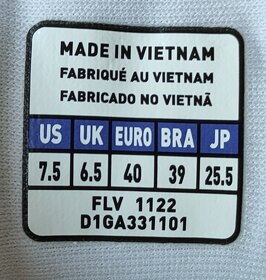 MADE IN VIETNAM
FABRIQUÉ AU VIETNAM
FABRICADO NO VIETNÃ
US UK EURO BRA JP
7.5 6.5 40 39 25.5
FLV 1122
D1GA331101